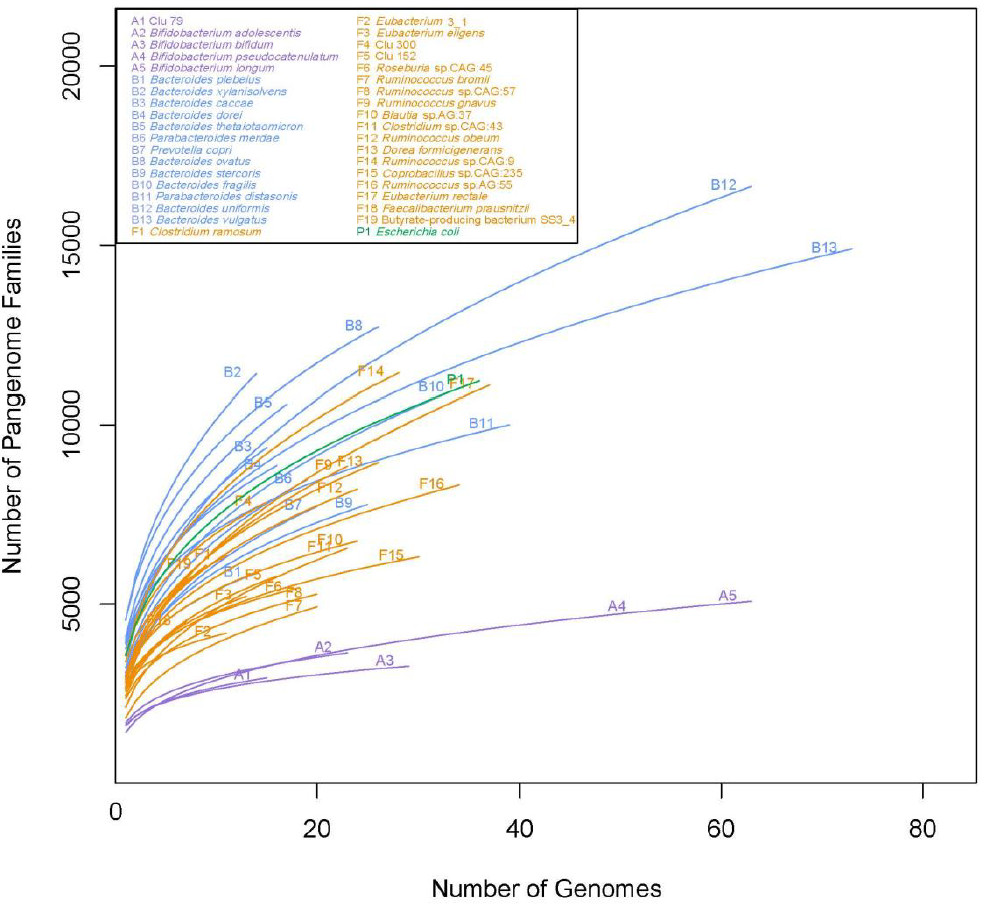 A1 Clu 79
A2 Bifidobacterium adolescentis
A3 Bifidobacterium bifidum
A4 Bifidobacterium pseudocatenulatum
A5 Bifidobacterium longum
B1 Bacteroides plebeius
B2 Bacteroides xylanisolvens
B3 Bacteroides caccae
B4 Bacteroides dorei
B5 Bacteroides thetaiotaomicron
B6 Parabacteroides merdae
B7 Prevotella copri
B8 Bacteroides ovatus
B9 Bacteroides stercoris
B10 Bacteroides fragilis
B11 Parabacteroides distasonis
B12 Bacteroides uniformis
B13 Bacteroides vulgatus
F1 Clostridium ramosum
F2 Eubacterium 3_1
F3 Eubacterium eligens
F4 Clu 300
F5 Clu 152
F6 Roseburia sp.CAG:45
F7 Ruminococcus bromii
F8 Ruminococcus sp.CAG:57
F9 Ruminococcus gnavus
F10 Blautia sp.AG:37
F11 Clostridium sp.CAG:43
F12 Ruminococcus obeum
F13 Dorea formicigenerans
F14 Ruminococcus sp.CAG:9
F15 Coprobacillus sp.CAG:235
F16 Ruminococcus sp.AG:55
F17 Eubacterium rectale
F18 Faecalibacterium prausnitzii
F19 Butyrate-producing bacterium SS3_4
P1 Escherichia coli
Number of Pangenome Families
20000
15000
10000
5000
B12
B13
B8
B2
F14
P1
F17
B10
B5
B11
B3
B4
F9
F13
B6
F12
F16
F4
B7
B9
F10
F11
F1
F15
F19
B1
F5
F6
F3
F8
F7
F18
F2
A5
A4
A2
A3
A1
0
20
40
60
80
Number of Genomes